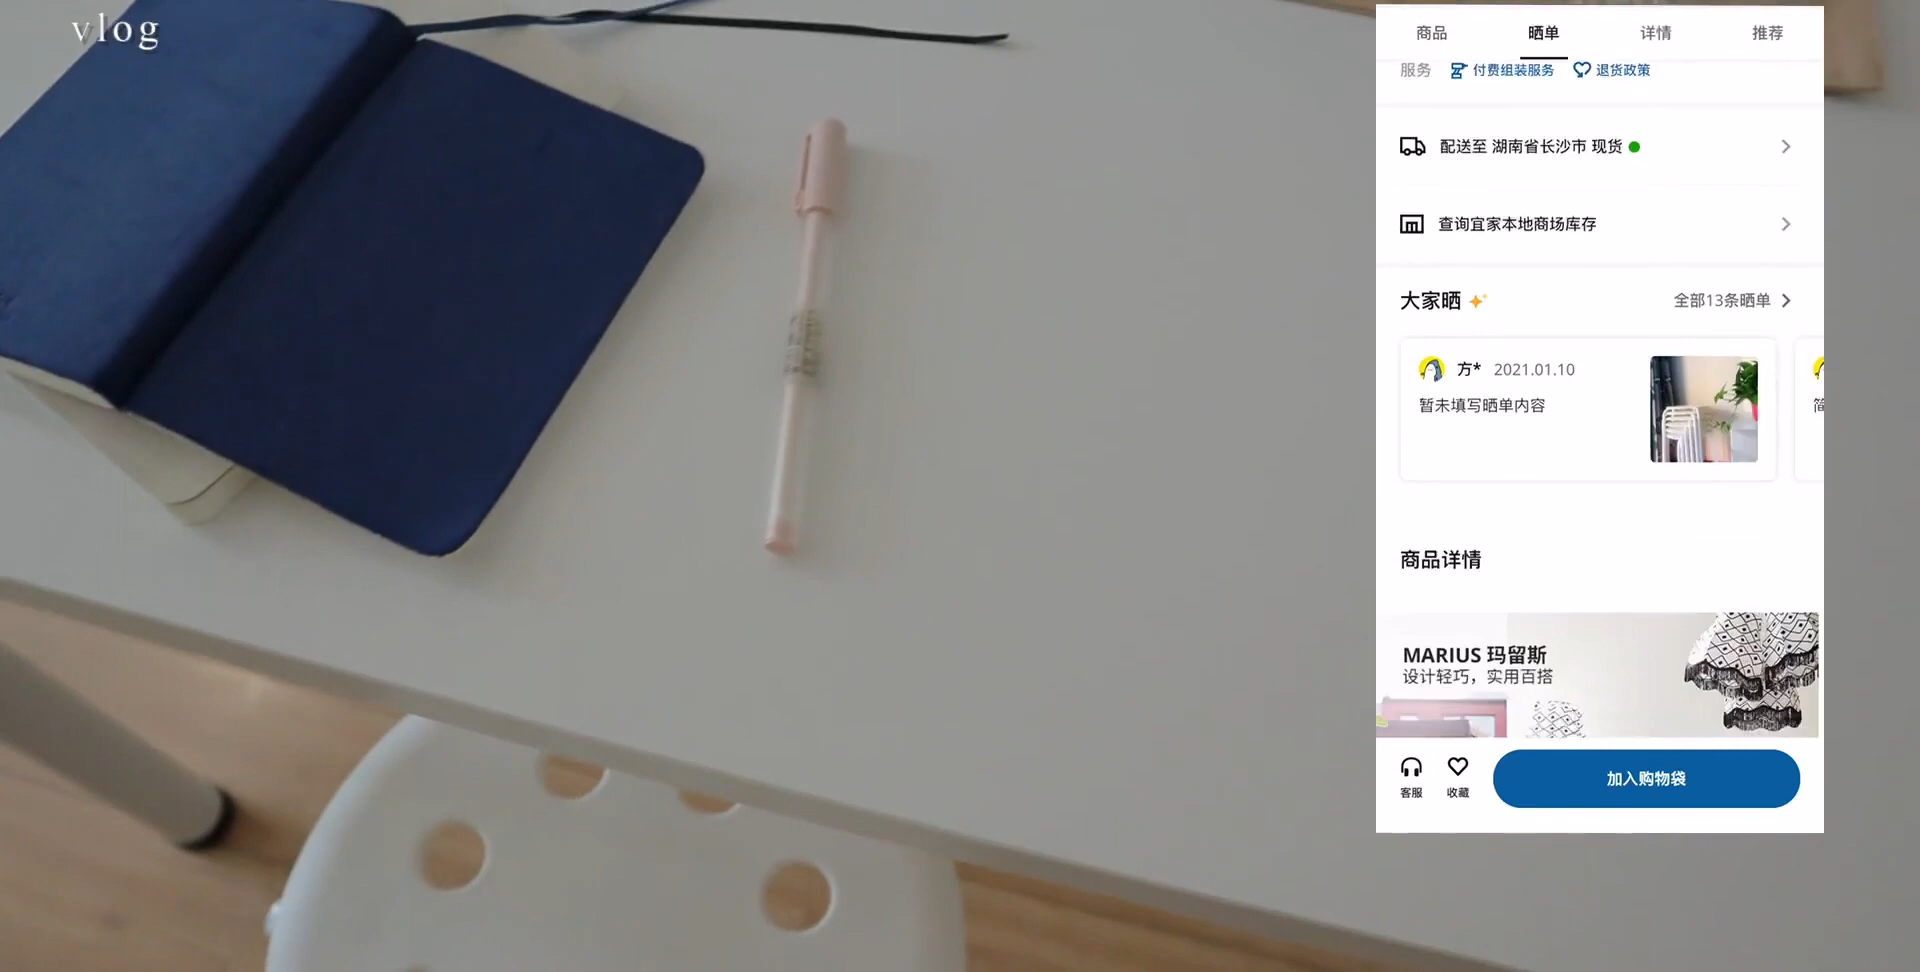 vlog
商品 晒单 详情 推荐
服务 付费组装服务 退货政策
配送至 湖南省长沙市 现货
查询宜家本地商场库存
大家晒 全部13条晒单
方* 2021.01.10
暂未填写晒单内容
简
商品详情
MARIUS 玛留斯
设计轻巧，实用百搭
客服 收藏 加入购物袋